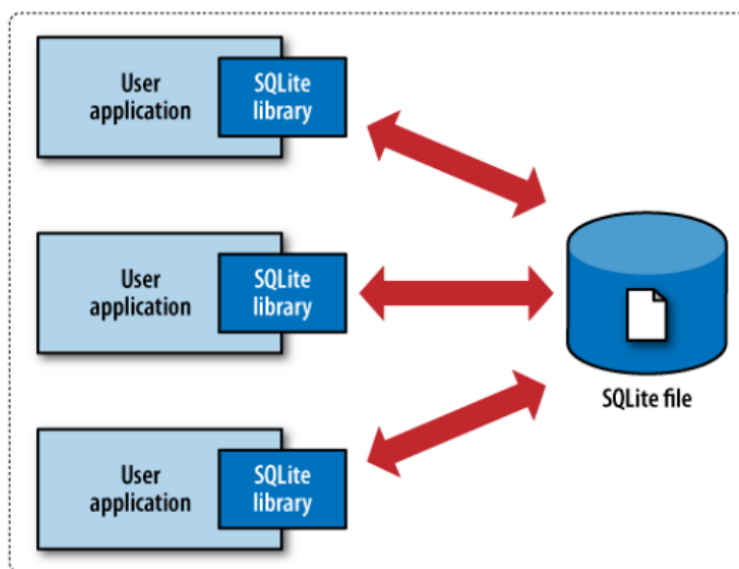 User
application
SQLite
library
User
application
SQLite
library
SQLite file
User
application
SQLite
library